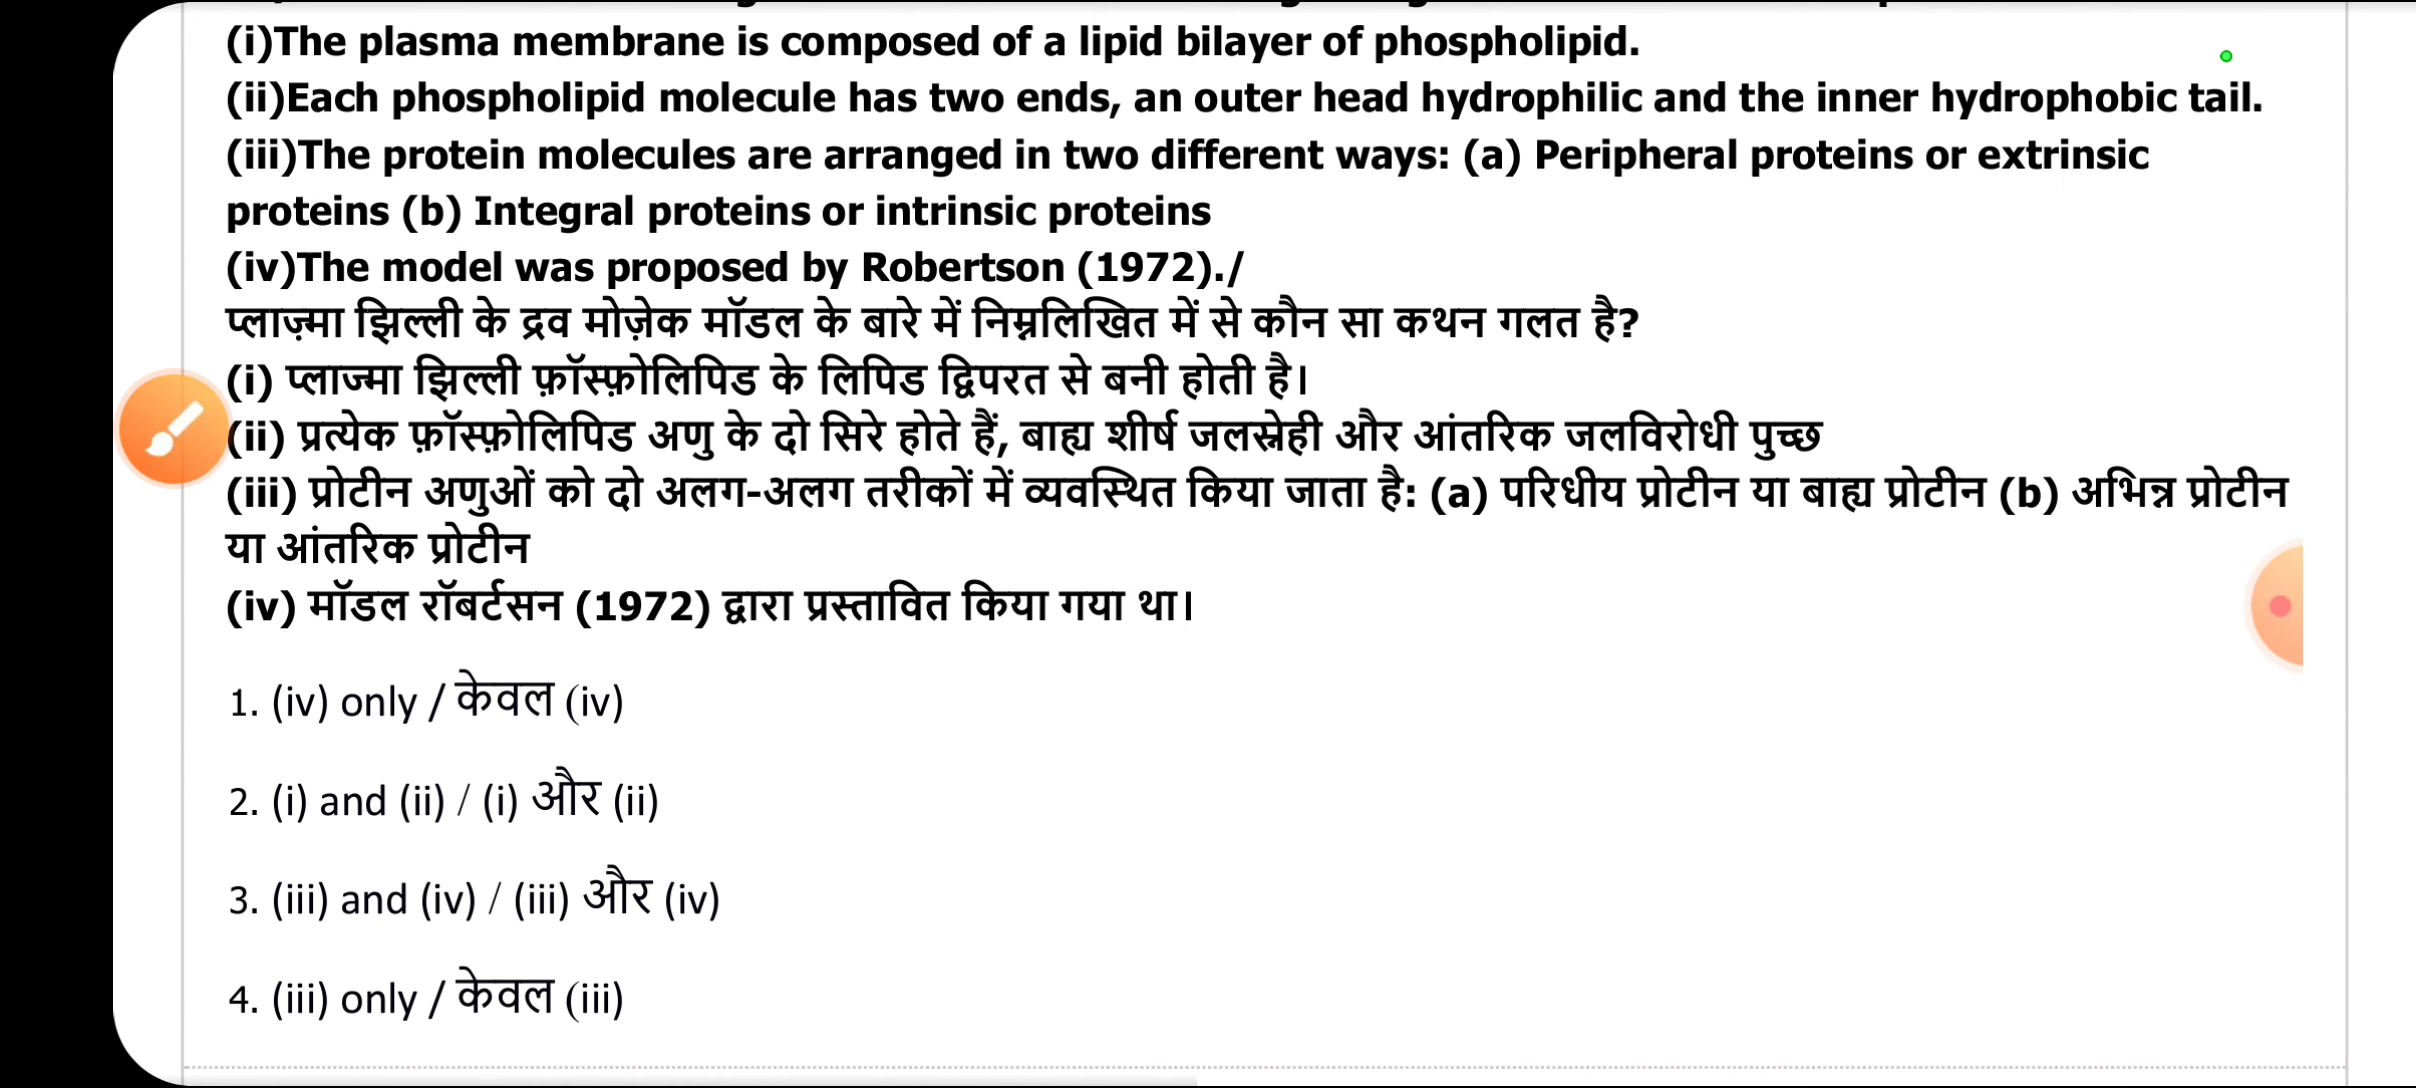 (i)The plasma membrane is composed of a lipid bilayer of phospholipid.
(ii)Each phospholipid molecule has two ends, an outer head hydrophilic and the inner hydrophobic tail.
(iii)The protein molecules are arranged in two different ways: (a) Peripheral proteins or extrinsic
proteins (b) Integral proteins or intrinsic proteins
(iv)The model was proposed by Robertson (1972)./
प्लाज़्मा झिल्ली के द्रव मोज़ेक मॉडल के बारे में निम्नलिखित में से कौन सा कथन गलत है?
(i) प्लाज्मा झिल्ली फ़ॉस्फ़ोलिपिड के लिपिड द्विपरत से बनी होती है।
(ii) प्रत्येक फ़ॉस्फ़ोलिपिड अणु के दो सिरे होते हैं, बाह्य शीर्ष जलस्नेही और आंतरिक जलविरोधी पुच्छ
(iii) प्रोटीन अणुओं को दो अलग-अलग तरीकों में व्यवस्थित किया जाता है: (a) परिधीय प्रोटीन या बाह्य प्रोटीन (b) अभिन्न प्रोटीन
या आंतरिक प्रोटीन
(iv) मॉडल रॉबर्टसन (1972) द्वारा प्रस्तावित किया गया था।
1. (iv) only / केवल (iv)
2. (i) and (ii) / (i) और (ii)
3. (iii) and (iv) / (iii) और (iv)
4. (iii) only / केवल (iii)